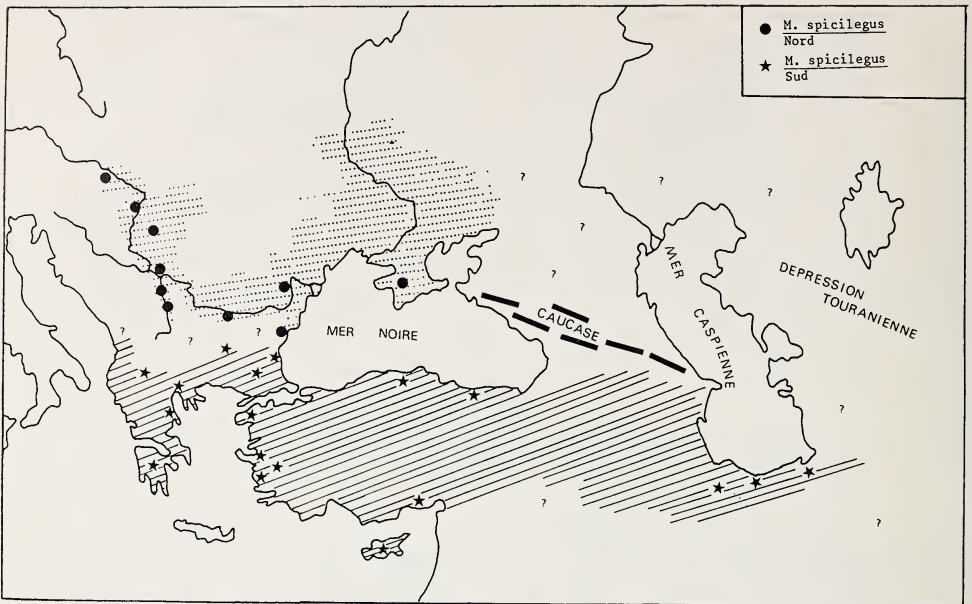 M. spicilegus
Nord
M. spicilegus
Sud
?
?
?
?
?
MER
CASPIENNE
DEPRESSION
TOURANIENNE
CAUCASE
MER NOIRE
?
?
?
?
?
?